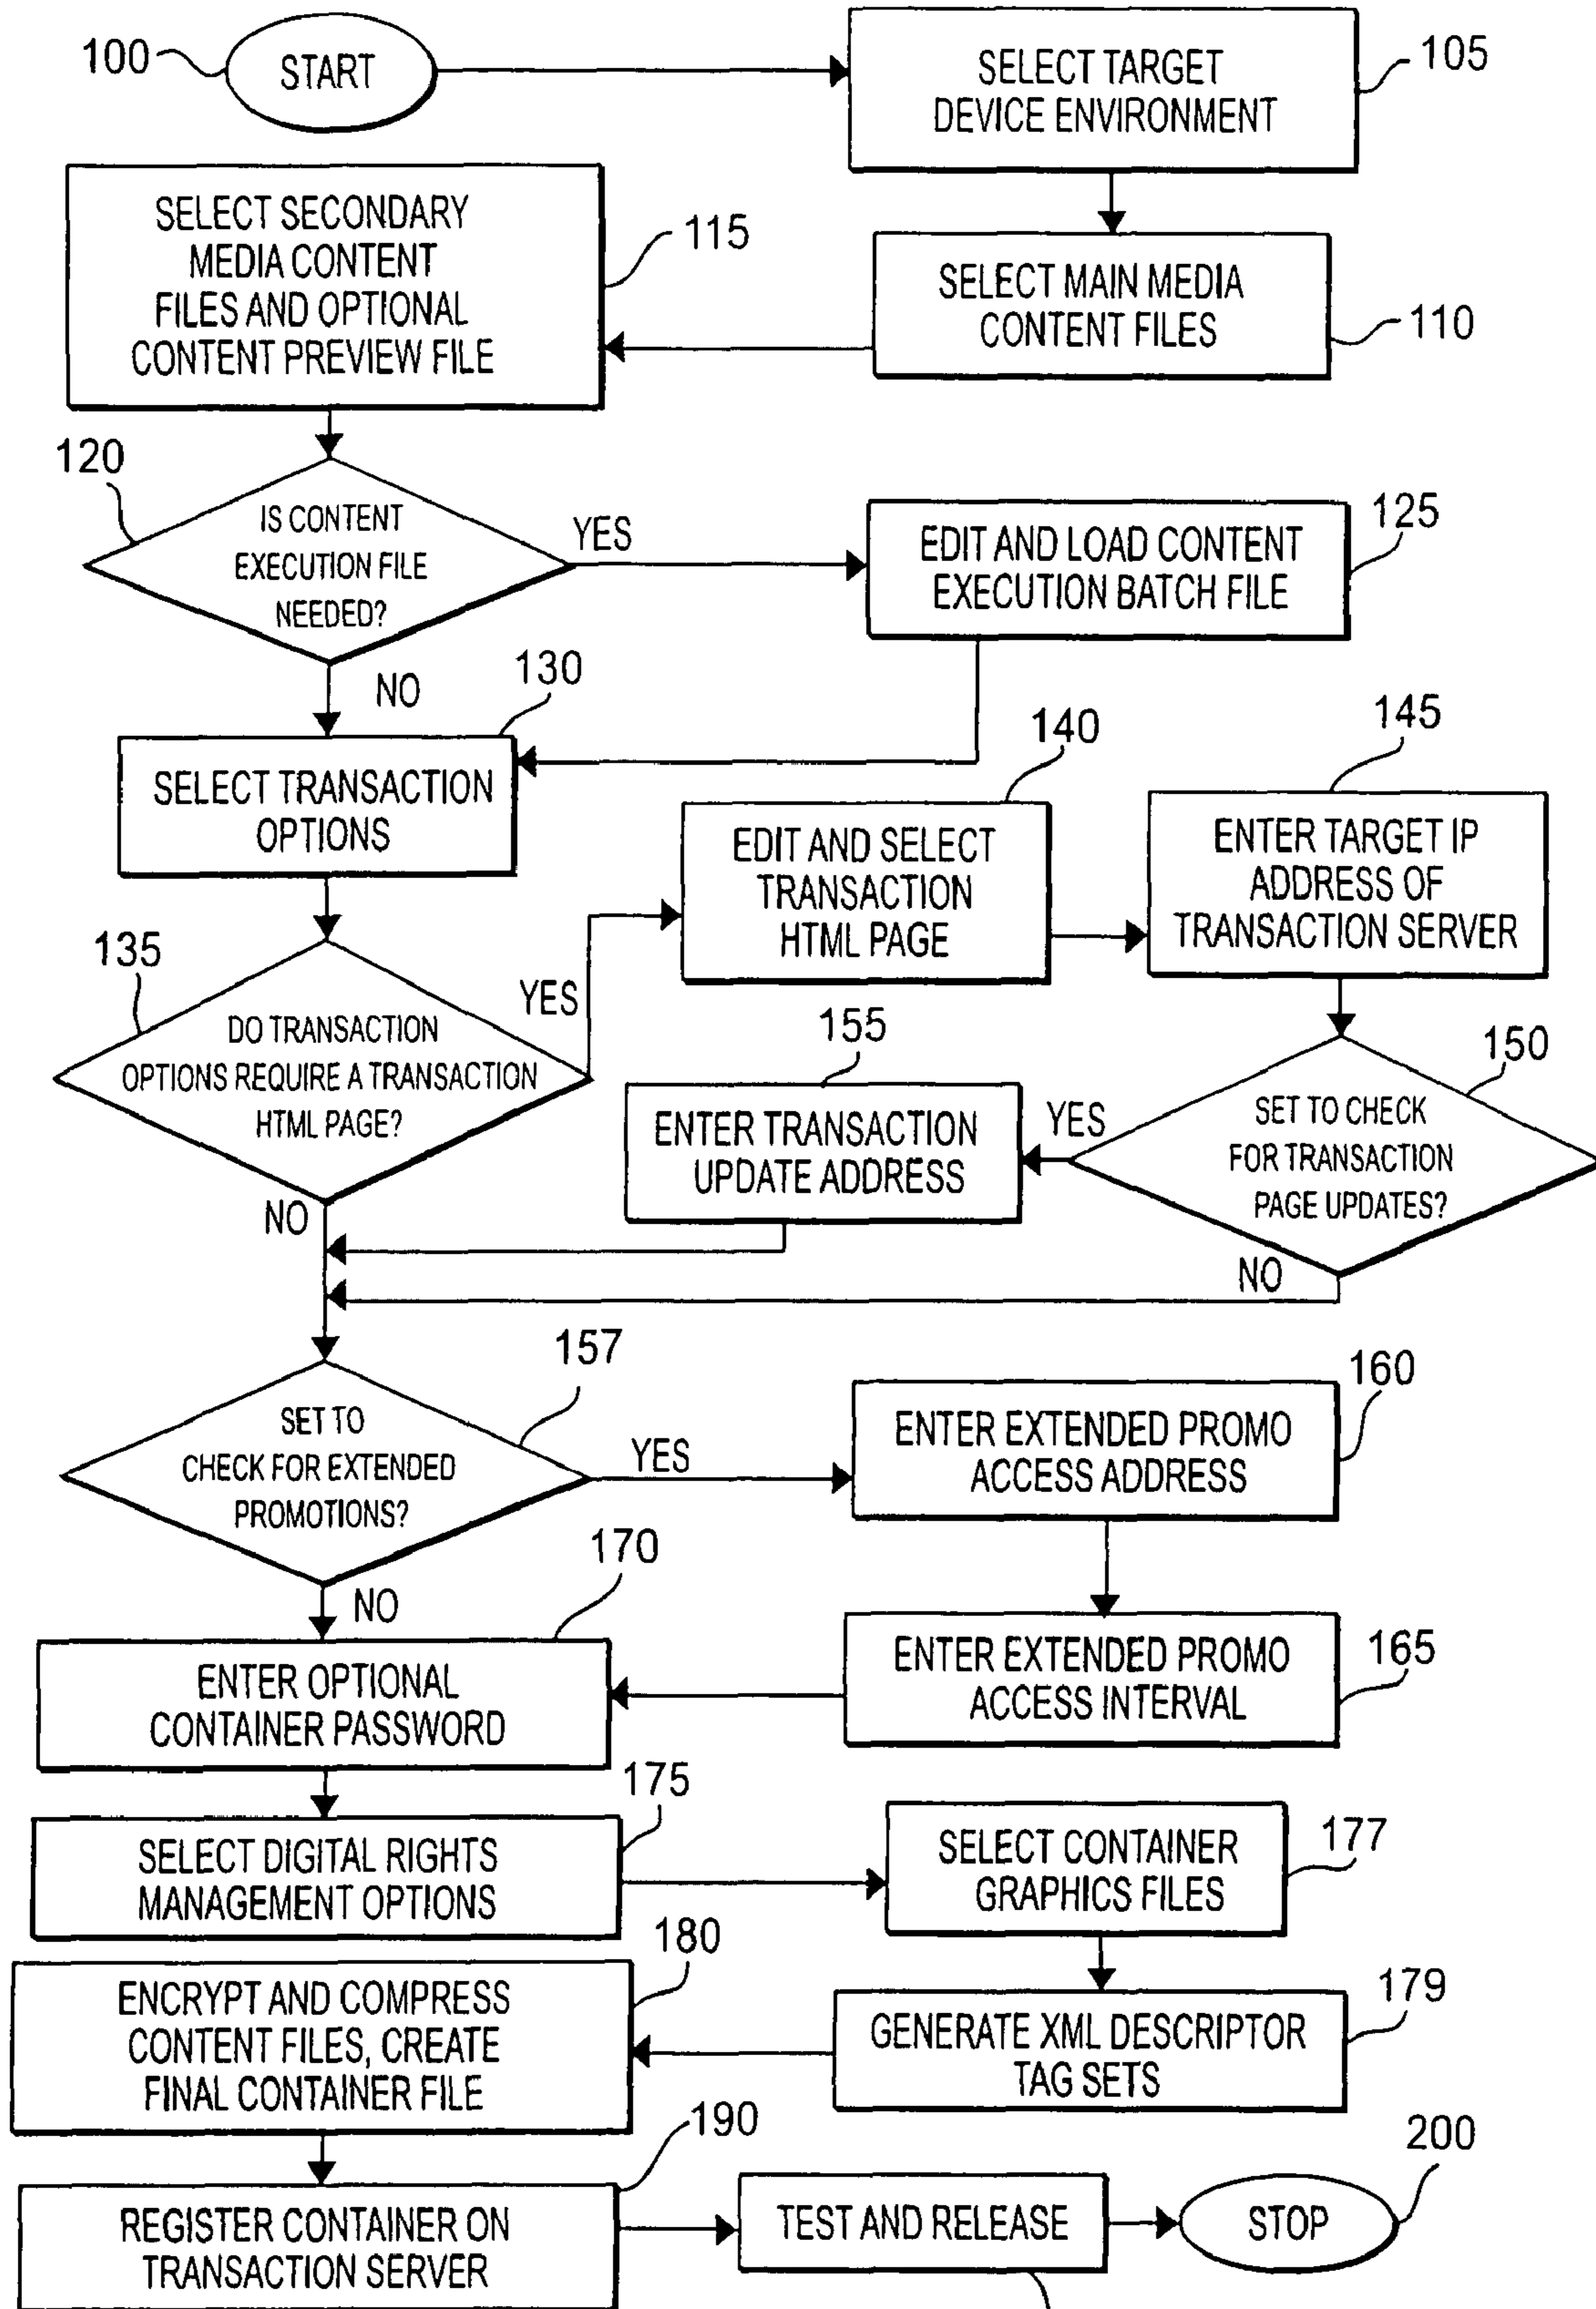 100
START
SELECT TARGET
DEVICE ENVIRONMENT
105
SELECT MAIN MEDIA
CONTENT FILES
110
SELECT SECONDARY
MEDIA CONTENT
FILES AND OPTIONAL
CONTENT PREVIEW FILE
115
120
IS CONTENT
EXECUTION FILE
NEEDED?
YES
NO
EDIT AND LOAD CONTENT
EXECUTION BATCH FILE
125
130
SELECT TRANSACTION
OPTIONS
135
DO TRANSACTION
OPTIONS REQUIRE A TRANSACTION
HTML PAGE?
YES
NO
140
EDIT AND SELECT
TRANSACTION
HTML PAGE
145
ENTER TARGET IP
ADDRESS OF
TRANSACTION SERVER
150
SET TO CHECK
FOR TRANSACTION
PAGE UPDATES?
YES
NO
155
ENTER TRANSACTION
UPDATE ADDRESS
157
SET TO
CHECK FOR EXTENDED
PROMOTIONS?
YES
NO
160
ENTER EXTENDED PROMO
ACCESS ADDRESS
ENTER EXTENDED PROMO
ACCESS INTERVAL
165
170
ENTER OPTIONAL
CONTAINER PASSWORD
175
SELECT DIGITAL RIGHTS
MANAGEMENT OPTIONS
SELECT CONTAINER
GRAPHICS FILES
177
GENERATE XML DESCRIPTOR
TAG SETS
179
180
ENCRYPT AND COMPRESS
CONTENT FILES, CREATE
FINAL CONTAINER FILE
190
REGISTER CONTAINER ON
TRANSACTION SERVER
TEST AND RELEASE
STOP
200